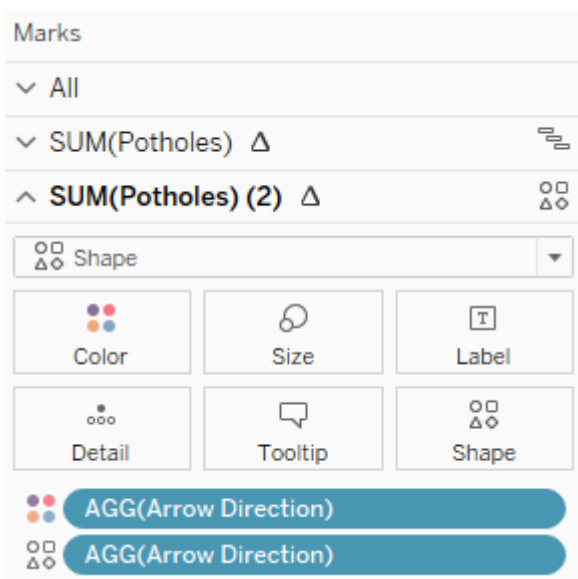 Marks
All
SUM(Potholes) Δ
SUM(Potholes) (2) Δ
Shape
Color Size Label
Detail Tooltip Shape
AGG(Arrow Direction)
AGG(Arrow Direction)